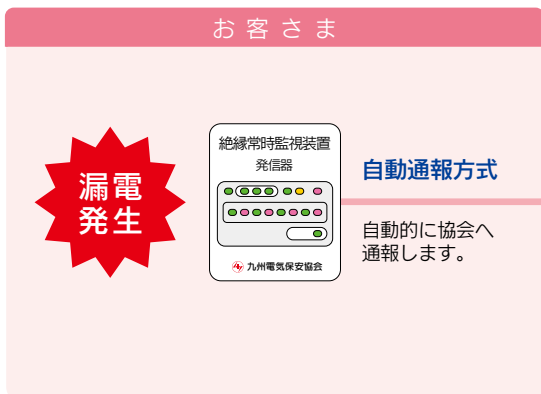 お客さま
漏電
発生
絶縁常時監視装置
発信器
九州電気保安協会
自動通報方式
自動的に協会へ
通報します。